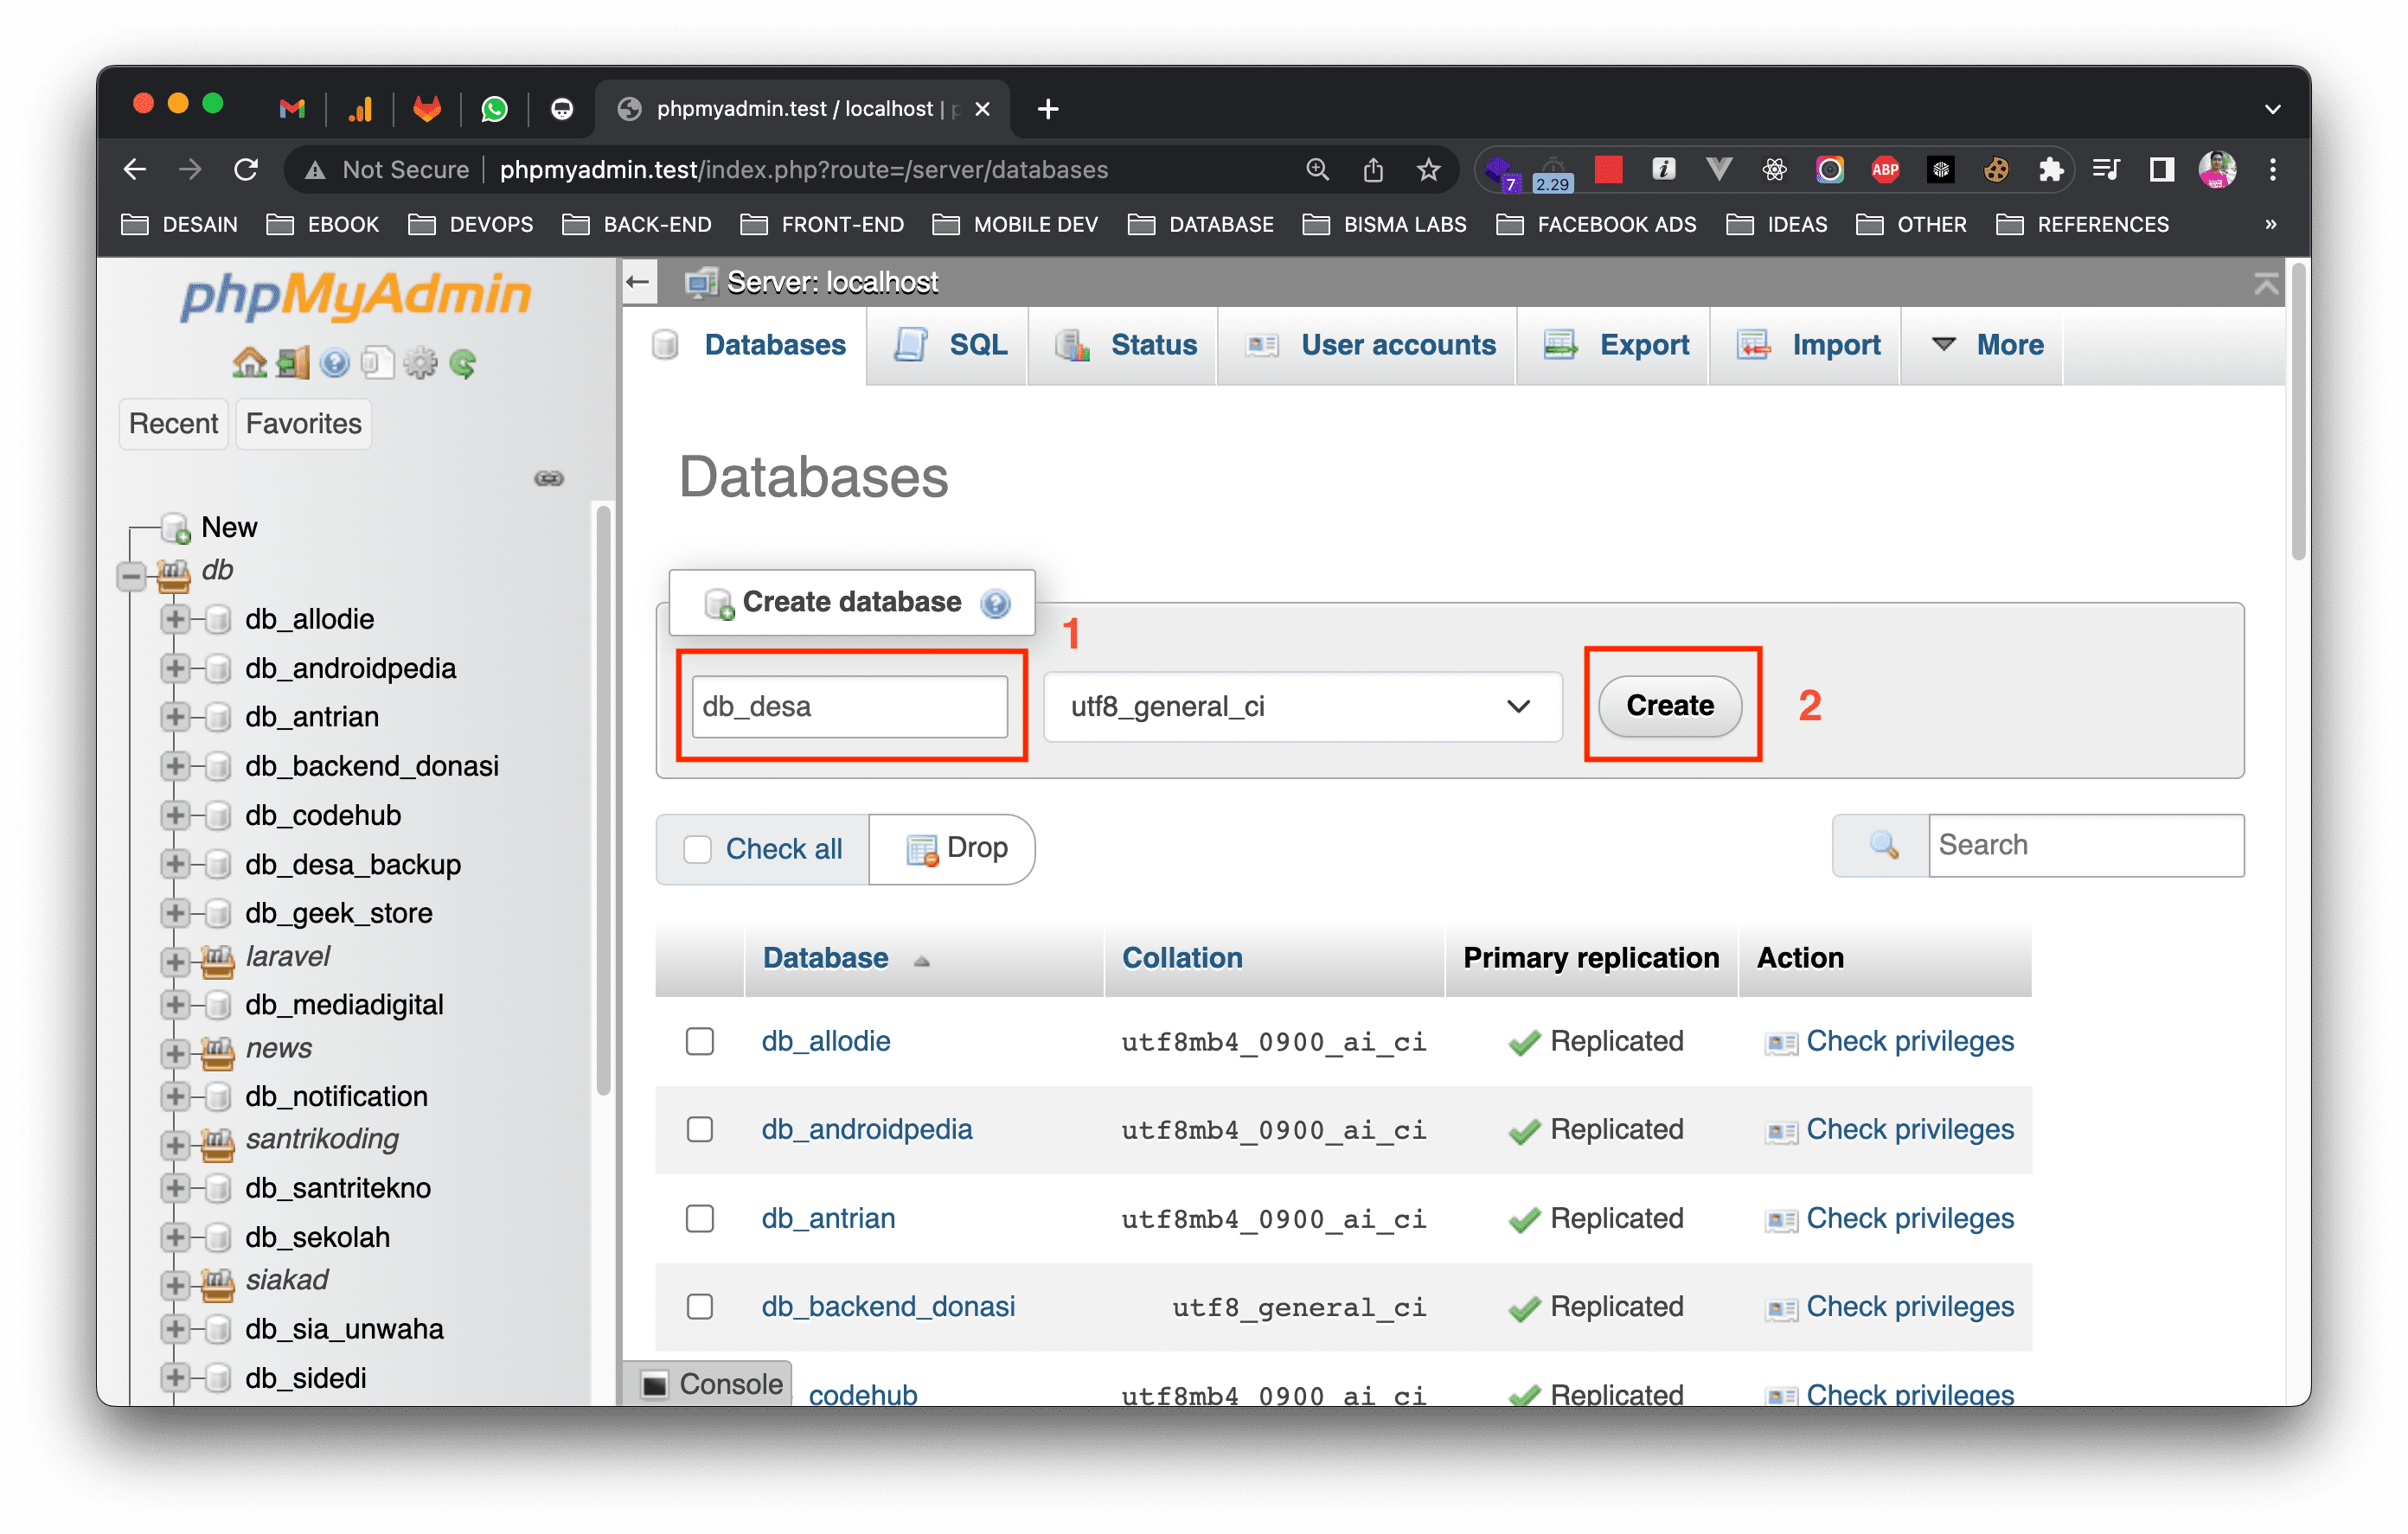 phpmyadmin.test / localhost |
Not Secure
phpmyadmin.test/index.php?route=/server/databases
7
2.29
i
ABP
DESAIN
EBOOK
DEVOPS
BACK-END
FRONT-END
MOBILE DEV
DATABASE
BISMA LABS
FACEBOOK ADS
IDEAS
OTHER
REFERENCES
»
phpMyAdmin
Recent
Favorites
New
db
db_allodie
db_androidpedia
db_antrian
db_backend_donasi
db_codehub
db_desa_backup
db_geek_store
laravel
db_mediadigital
news
db_notification
santrikoding
db_santritekno
db_sekolah
siakad
db_sia_unwaha
db_sidedi
Server: localhost
Databases
SQL
Status
User accounts
Export
Import
More
Databases
Create database
1
db_desa
utf8_general_ci
Create
2
Check all
Drop
Search
Database
Collation
Primary replication
Action
db_allodie utf8mb4_0900_ai_ci Replicated Check privileges
db_androidpedia utf8mb4_0900_ai_ci Replicated Check privileges
db_antrian utf8mb4_0900_ai_ci Replicated Check privileges
db_backend_donasi utf8_general_ci Replicated Check privileges
codehub utf8mb4_0900_ai_ci Replicated Check privileges
Console